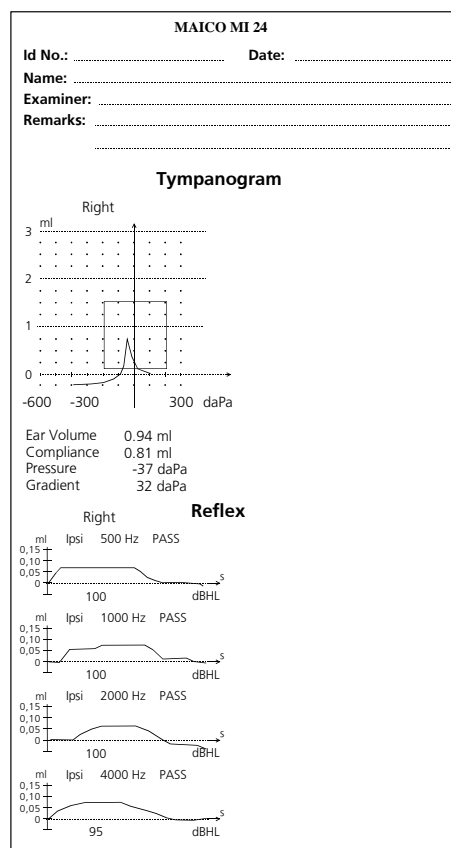 MAICO MI 24
Id No.: Date:
Name:
Examiner:
Remarks:
Tympanogram
Right
ml
3
2
1
0
-600 -300 300 daPa
Ear Volume 0.94 ml
Compliance 0.81 ml
Pressure -37 daPa
Gradient 32 daPa
Reflex
Right
ml Ipsi 500 Hz PASS
0,15
0,10
0,05
0
s
100 dBHL
ml Ipsi 1000 Hz PASS
0,15
0,10
0,05
0
s
100 dBHL
ml Ipsi 2000 Hz PASS
0,15
0,10
0,05
0
s
100 dBHL
ml Ipsi 4000 Hz PASS
0,15
0,10
0,05
0
s
95 dBHL